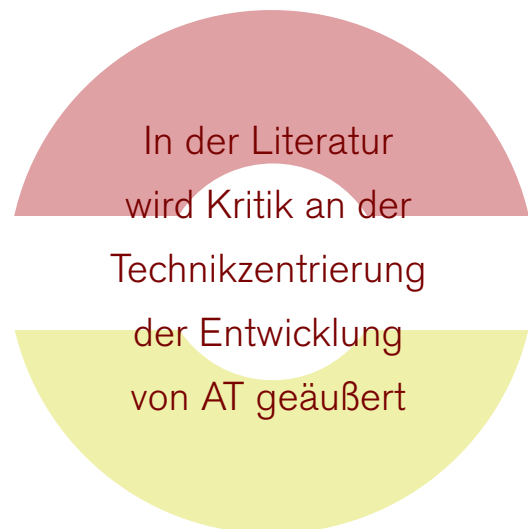 In der Literatur
wird Kritik an der
Technikzentrierung
der Entwicklung
von AT geäußert